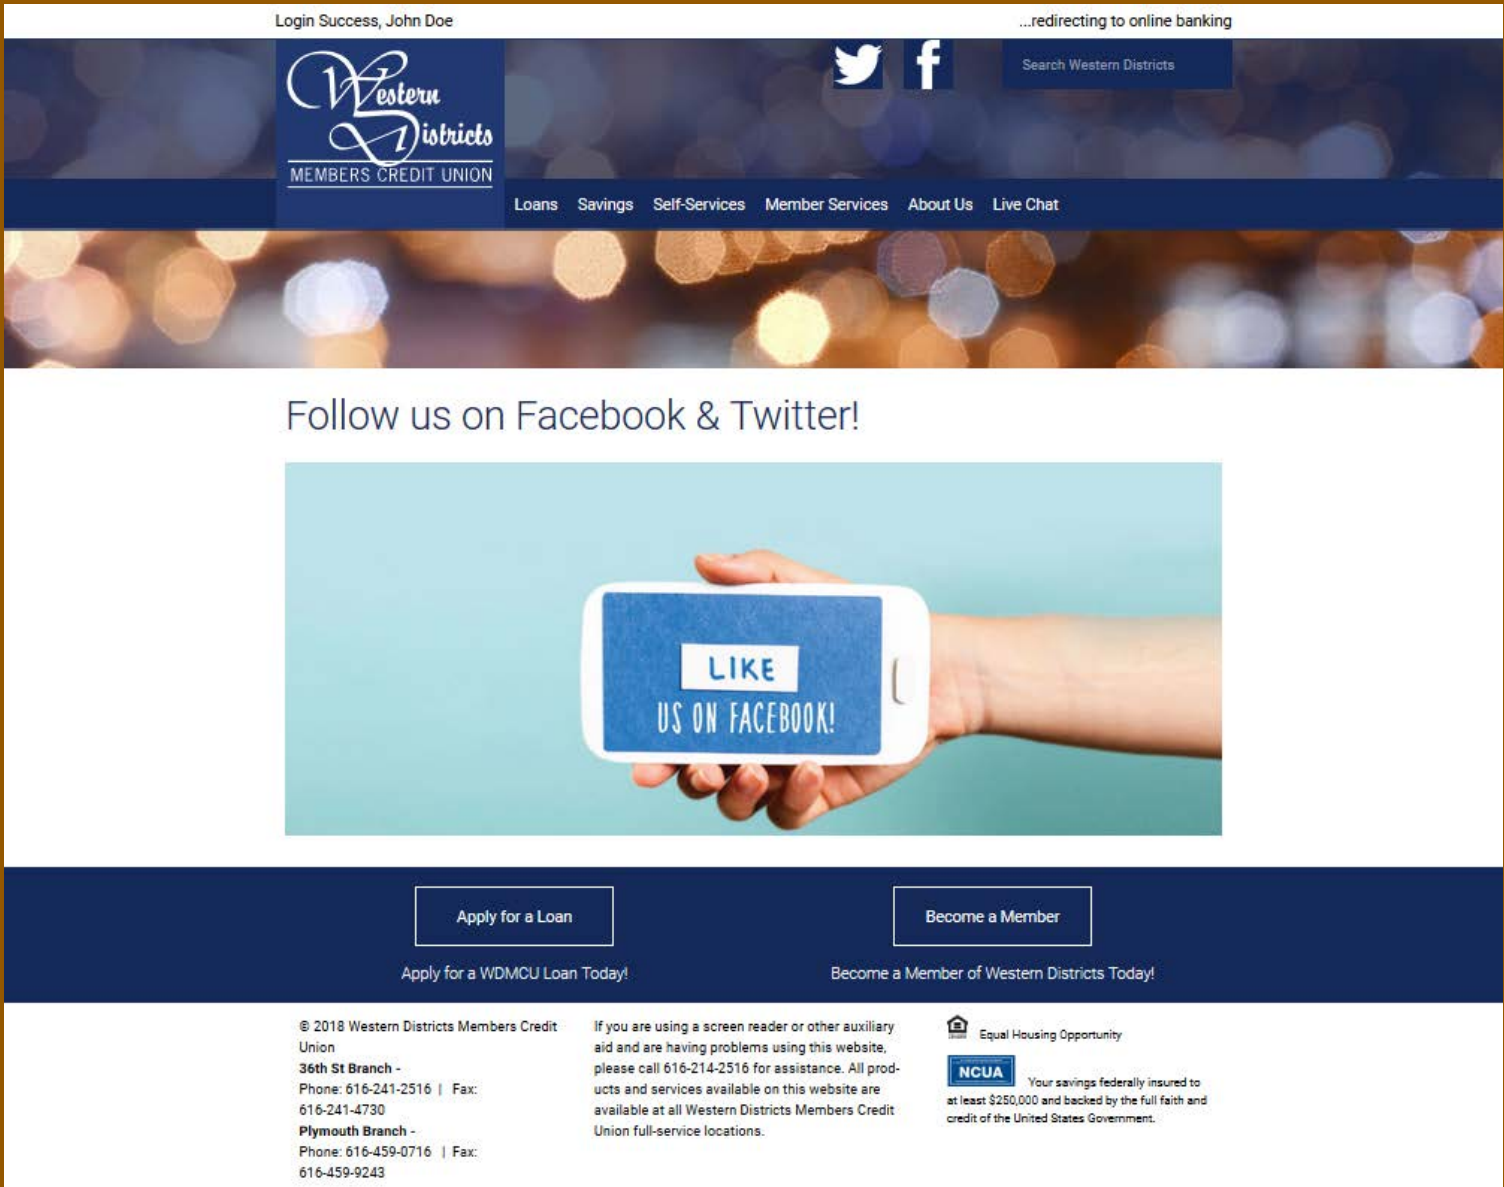 Login Success, John Doe
...redirecting to online banking
Western
Districts
MEMBERS CREDIT UNION
Search Western Districts
Loans Savings Self-Services Member Services About Us Live Chat
Follow us on Facebook & Twitter!
LIKE
US ON FACEBOOK!
Apply for a Loan
Apply for a WDMCU Loan Today!
Become a Member
Become a Member of Western Districts Today!
© 2018 Western Districts Members Credit
Union
36th St Branch -
Phone: 616-241-2516 | Fax:
616-241-4730
Plymouth Branch -
Phone: 616-459-0716 | Fax:
616-459-9243
If you are using a screen reader or other auxiliary
aid and are having problems using this website,
please call 616-214-2516 for assistance. All prod-
ucts and services available on this website are
available at all Western Districts Members Credit
Union full-service locations.
Equal Housing Opportunity
NCUA
Your savings federally insured to
at least $250,000 and backed by the full faith and
credit of the United States Government.